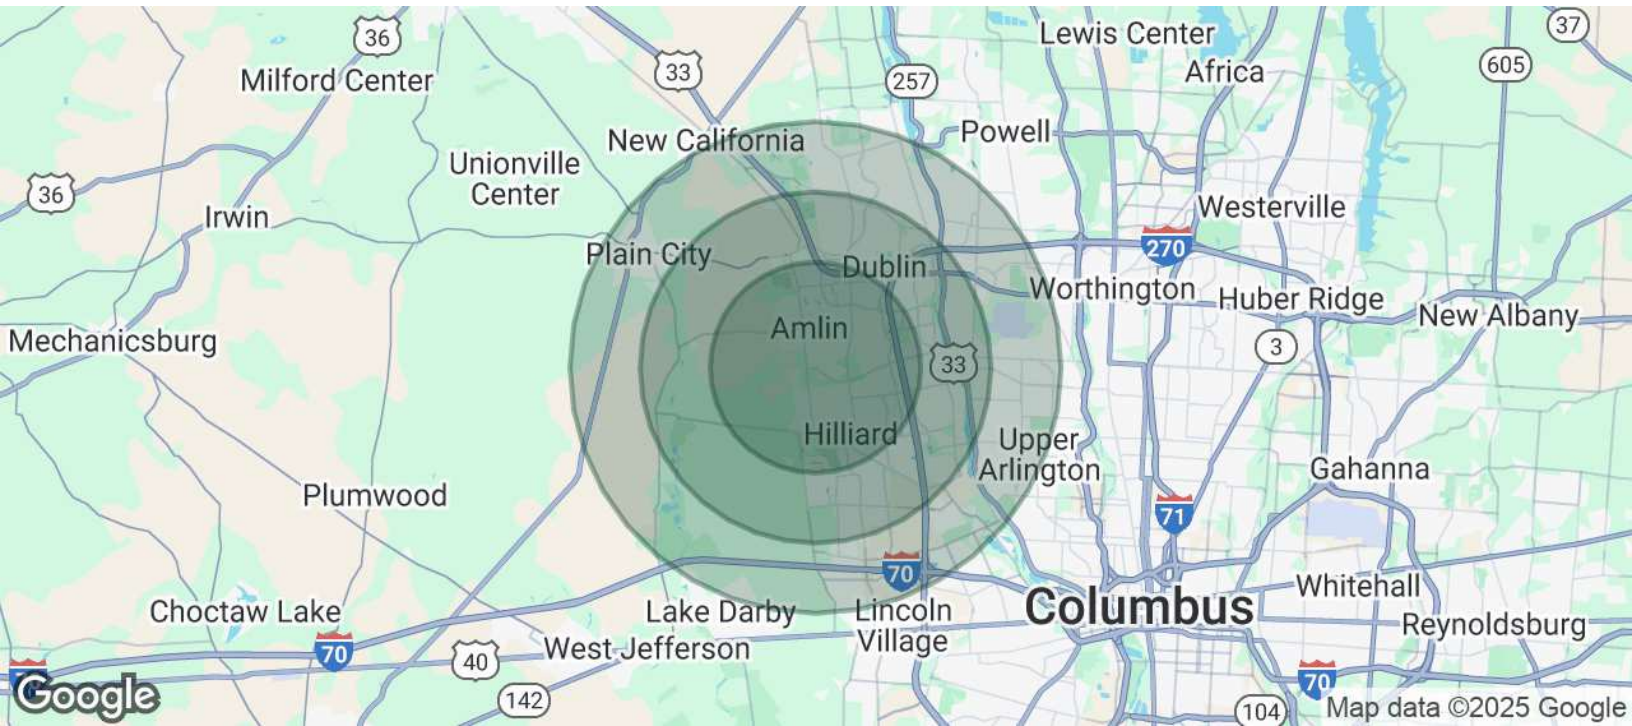 37
Lewis Center
36
33
605
Africa
Milford Center
257
Powell
New California
Unionville
Center
36
Westerville
Irwin
270
Plain City
Dublin
Worthington
Huber Ridge
New Albany
Amlin
Mechanicsburg
3
33
Hilliard
Upper
Arlington
Gahanna
Plumwood
71
70
Whitehall
Columbus
Choctaw Lake
Lake Darby
Lincoln
Village
Reynoldsburg
70
West Jefferson
40
70
Google
142
104
Map data ©2025 Google